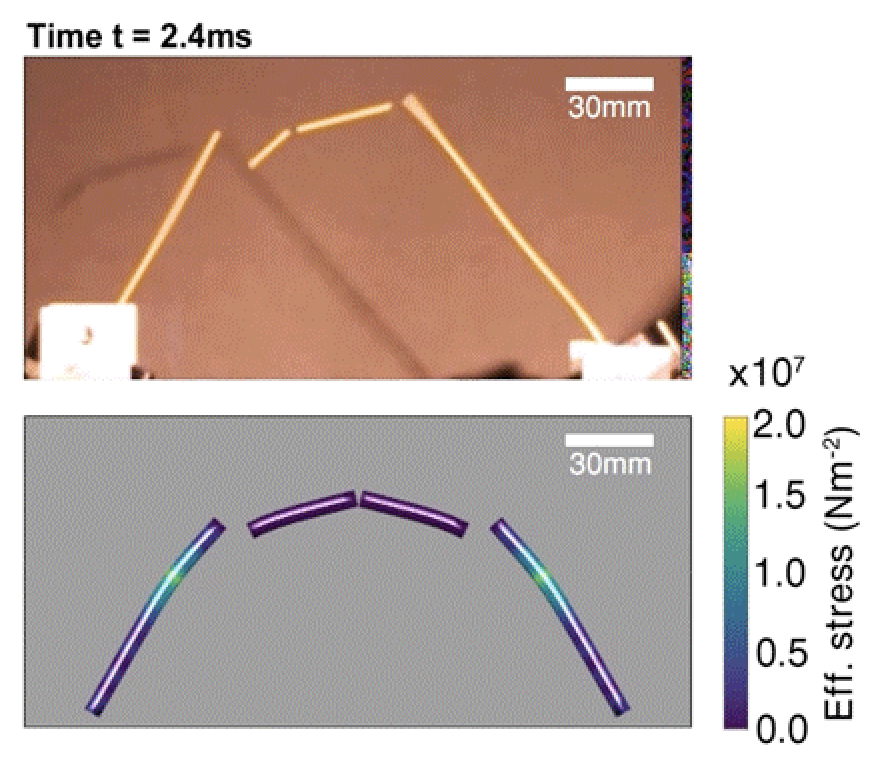 Time t = 2.4ms
30mm
x10⁷
30mm
2.0
1.5
1.0
0.5
0.0
Eff. stress (Nm⁻²)